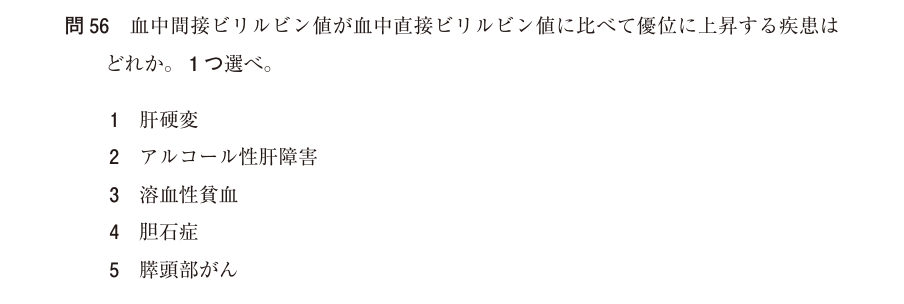 問56 血中間接ビリルビン値が血中直接ビリルビン値に比べて優位に上昇する疾患は
どれか。1つ選べ。
1 肝硬変
2 アルコール性肝障害
3 溶血性貧血
4 胆石症
5 膵頭部がん